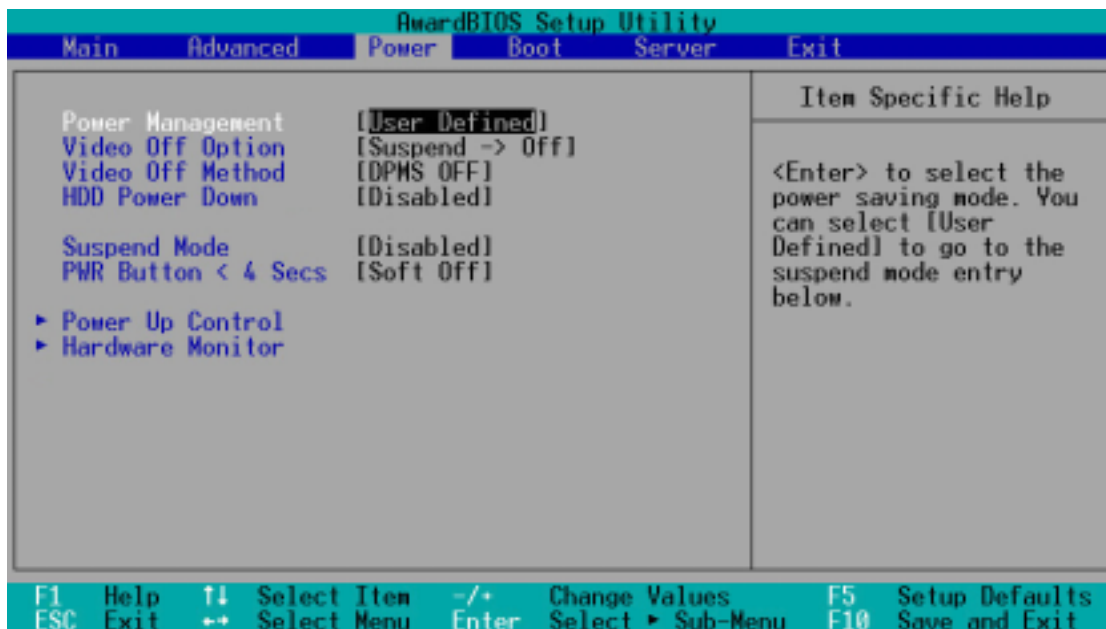 AwardBIOS Setup Utility
Main Advanced Power Boot Server Exit
Power Management [User Defined]
Video Off Option [Suspend -> Off]
Video Off Method [DPMS OFF]
HDD Power Down [Disabled]
Suspend Mode [Disabled]
PWR Button < 4 Secs [Soft Off]
► Power Up Control
► Hardware Monitor
Item Specific Help
<Enter> to select the
power saving mode. You
can select [User
Defined] to go to the
suspend mode entry
below.
F1 Help ↑↓ Select Item -/+ Change Values F5 Setup Defaults
ESC Exit ←→ Select Menu Enter Select ► Sub-Menu F10 Save and Exit